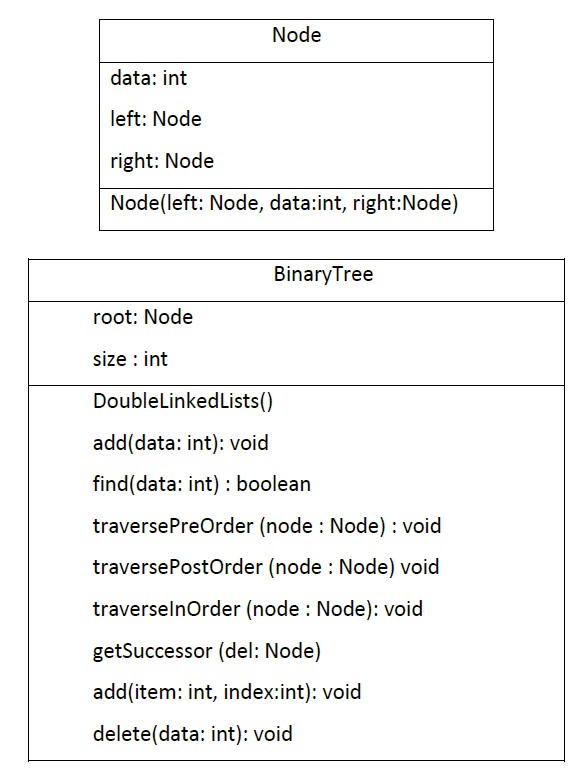 Node
data: int
left: Node
right: Node
Node(left: Node, data:int, right:Node)
BinaryTree
root: Node
size : int
DoubleLinkedLists()
add(data: int): void
find(data: int) : boolean
traversePreOrder (node : Node) : void
traversePostOrder (node : Node) void
traverseInOrder (node : Node): void
getSuccessor (del: Node)
add(item: int, index:int): void
delete(data: int): void